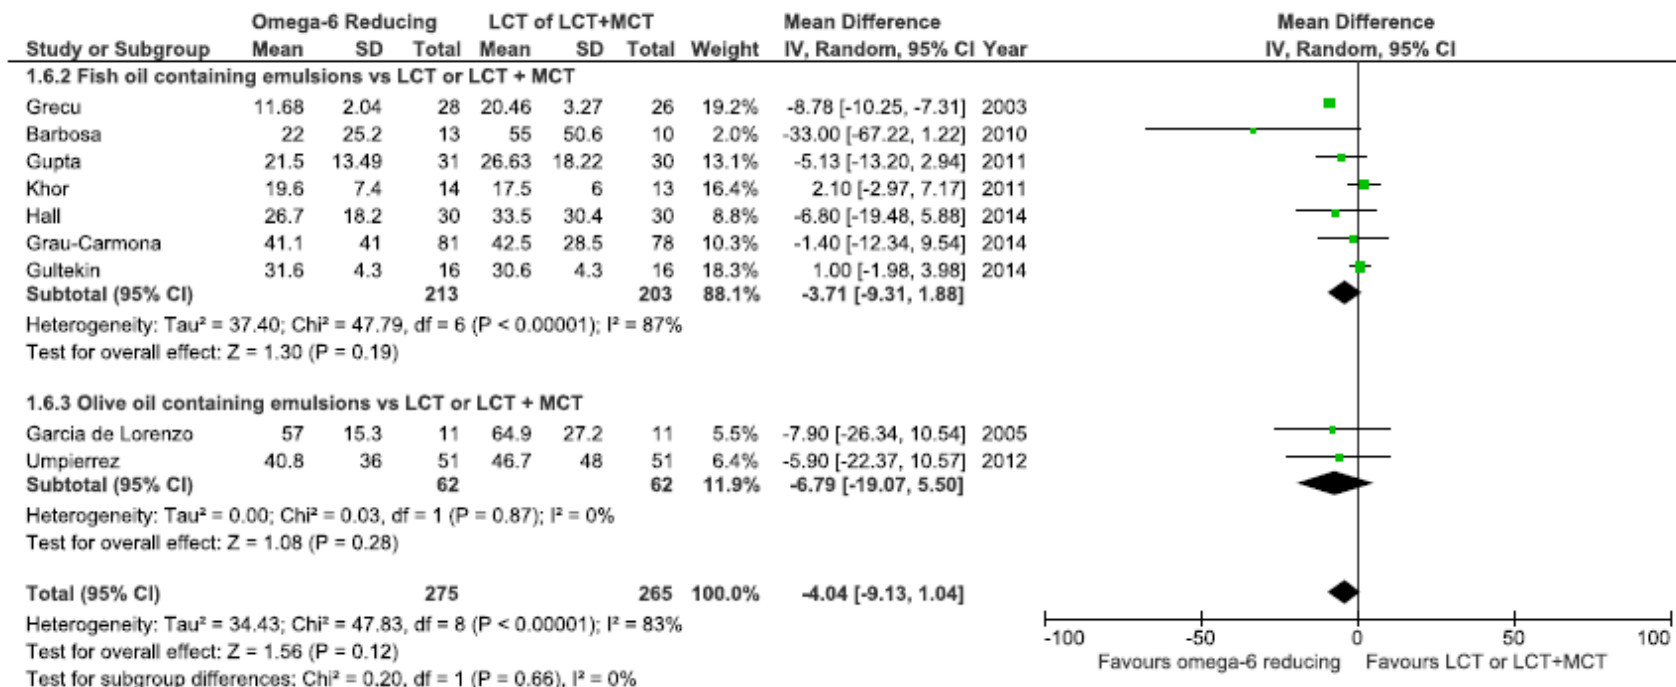 Omega-6 Reducing LCT of LCT+MCT Mean Difference Mean Difference
Study or Subgroup Mean SD Total Mean SD Total Weight IV, Random, 95% CI Year IV, Random, 95% CI
1.6.2 Fish oil containing emulsions vs LCT or LCT + MCT
Grecu 11.68 2.04 28 20.46 3.27 26 19.2% -8.78 [-10.25, -7.31] 2003
Barbosa 22 25.2 13 55 50.6 10 2.0% -33.00 [-67.22, 1.22] 2010
Gupta 21.5 13.49 31 26.63 18.22 30 13.1% -5.13 [-13.20, 2.94] 2011
Khor 19.6 7.4 14 17.5 6 13 16.4% 2.10 [-2.97, 7.17] 2011
Hall 26.7 18.2 30 33.5 30.4 30 8.8% -6.80 [-19.48, 5.88] 2014
Grau-Carmona 41.1 41 81 42.5 28.5 78 10.3% -1.40 [-12.34, 9.54] 2014
Gultekin 31.6 4.3 16 30.6 4.3 16 18.3% 1.00 [-1.98, 3.98] 2014
Subtotal (95% CI) 213 203 88.1% -3.71 [-9.31, 1.88]
Heterogeneity: Tau² = 37.40; Chi² = 47.79, df = 6 (P < 0.00001); I² = 87%
Test for overall effect: Z = 1.30 (P = 0.19)
1.6.3 Olive oil containing emulsions vs LCT or LCT + MCT
Garcia de Lorenzo 57 15.3 11 64.9 27.2 11 5.5% -7.90 [-26.34, 10.54] 2005
Umpierrez 40.8 36 51 46.7 48 51 6.4% -5.90 [-22.37, 10.57] 2012
Subtotal (95% CI) 62 62 11.9% -6.79 [-19.07, 5.50]
Heterogeneity: Tau² = 0.00; Chi² = 0.03, df = 1 (P = 0.87); I² = 0%
Test for overall effect: Z = 1.08 (P = 0.28)
Total (95% CI) 275 265 100.0% -4.04 [-9.13, 1.04]
Heterogeneity: Tau² = 34.43; Chi² = 47.83, df = 8 (P < 0.00001); I² = 83%
Test for overall effect: Z = 1.56 (P = 0.12)
Test for subgroup differences: Chi² = 0.20, df = 1 (P = 0.66), I² = 0%
-100 -50 0 50 100
Favours omega-6 reducing Favours LCT or LCT+MCT